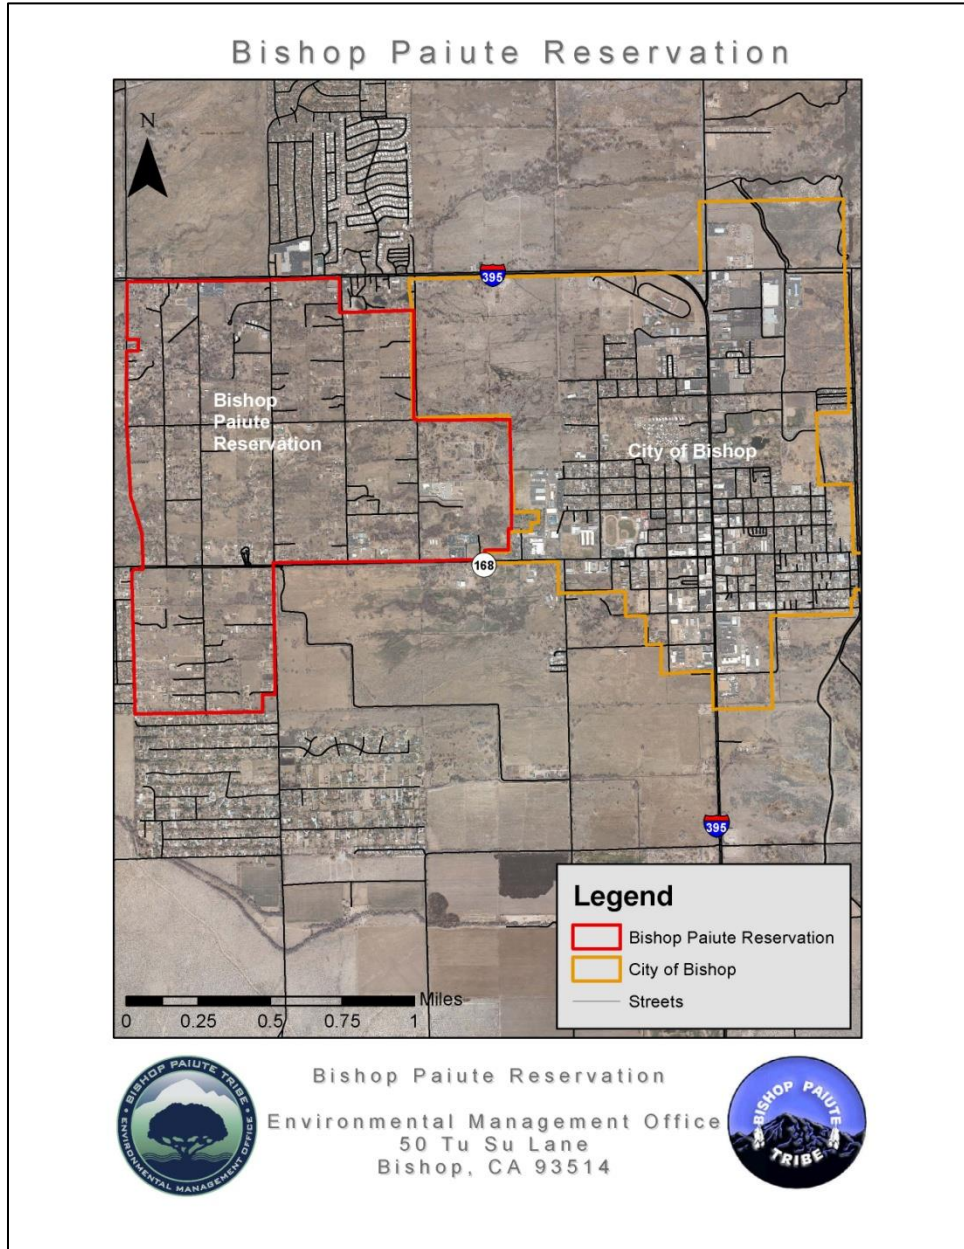 Bishop Paiute Reservation
N
395
Bishop
Paiute
Reservation
City of Bishop
168
395
Legend
Bishop Paiute Reservation
City of Bishop
Streets
Miles
0 0.25 0.5 0.75 1
BISHOP PAIUTE TRIBE
ENVIRONMENTAL MANAGEMENT OFFICE
Bishop Paiute Reservation
Environmental Management Office
50 Tu Su Lane
Bishop, CA 93514
BISHOP PAIUTE
TRIBE